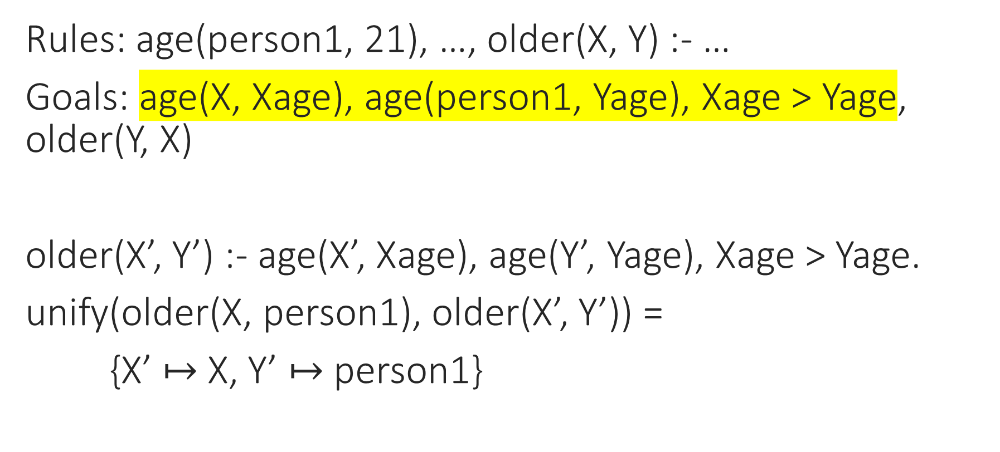 Rules: age(person1, 21), …, older(X, Y) :- …
Goals: age(X, Xage), age(person1, Yage), Xage > Yage,
older(Y, X)
older(X’, Y’) :- age(X’, Xage), age(Y’, Yage), Xage > Yage.
unify(older(X, person1), older(X’, Y’)) =
{X’ ↦ X, Y’ ↦ person1}